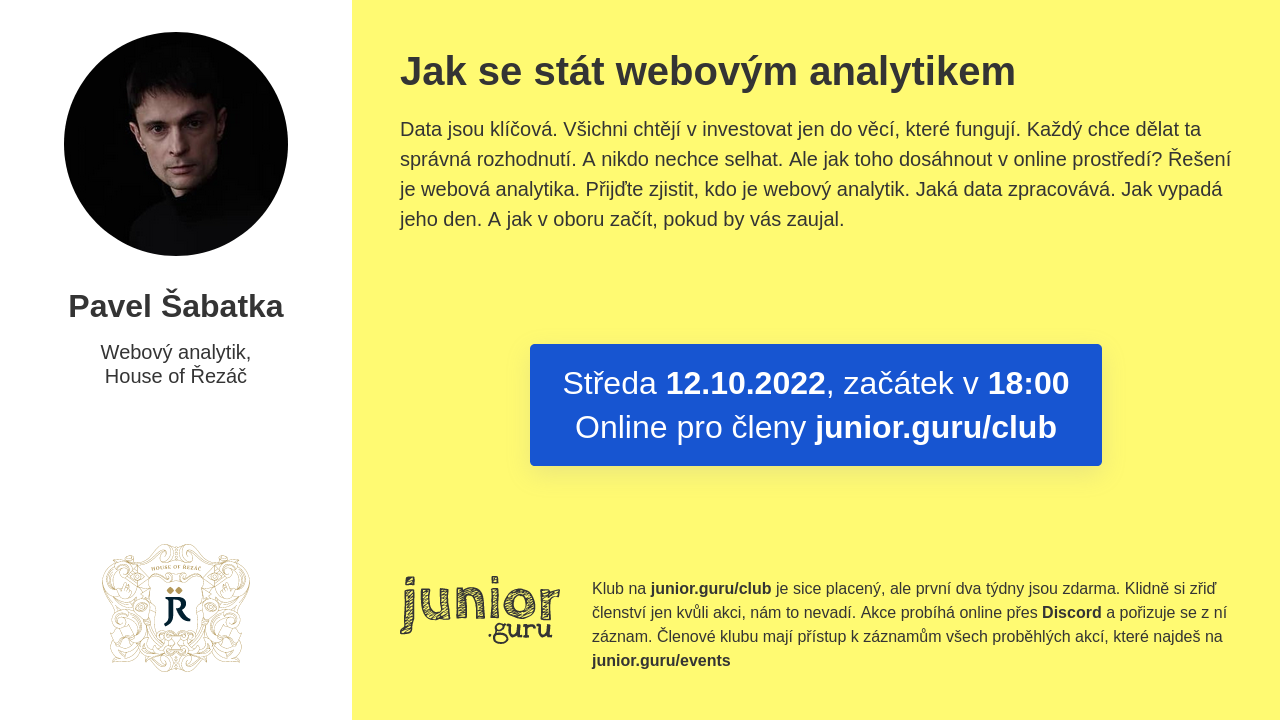 Pavel Šabatka
Webový analytik,
House of Řezáč
HOUSE OF ŘEZÁČ
JR
Jak se stát webovým analytikem
Data jsou klíčová. Všichni chtějí v investovat jen do věcí, které fungují. Každý chce dělat ta
správná rozhodnutí. A nikdo nechce selhat. Ale jak toho dosáhnout v online prostředí? Řešení
je webová analytika. Přijďte zjistit, kdo je webový analytik. Jaká data zpracovává. Jak vypadá
jeho den. A jak v oboru začít, pokud by vás zaujal.
Středa 12.10.2022, začátek v 18:00
Online pro členy junior.guru/club
junior
.guru
Klub na junior.guru/club je sice placený, ale první dva týdny jsou zdarma. Klidně si zřiď
členství jen kvůli akci, nám to nevadí. Akce probíhá online přes Discord a pořizuje se z ní
záznam. Členové klubu mají přístup k záznamům všech proběhlých akcí, které najdeš na
junior.guru/events